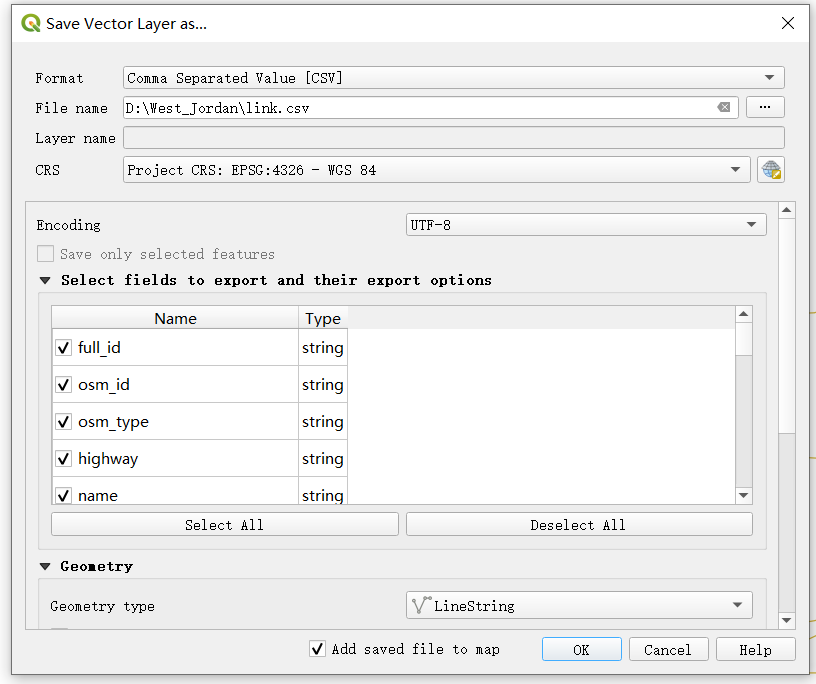 Save Vector Layer as...
Format Comma Separated Value [CSV]
File name D:\West_Jordan\link.csv ...
Layer name
CRS Project CRS: EPSG:4326 - WGS 84
Encoding UTF-8
Save only selected features
Select fields to export and their export options
Name Type
full_id string
osm_id string
osm_type string
highway string
name string
Select All Deselect All
Geometry
Geometry type LineString
Add saved file to map OK Cancel Help